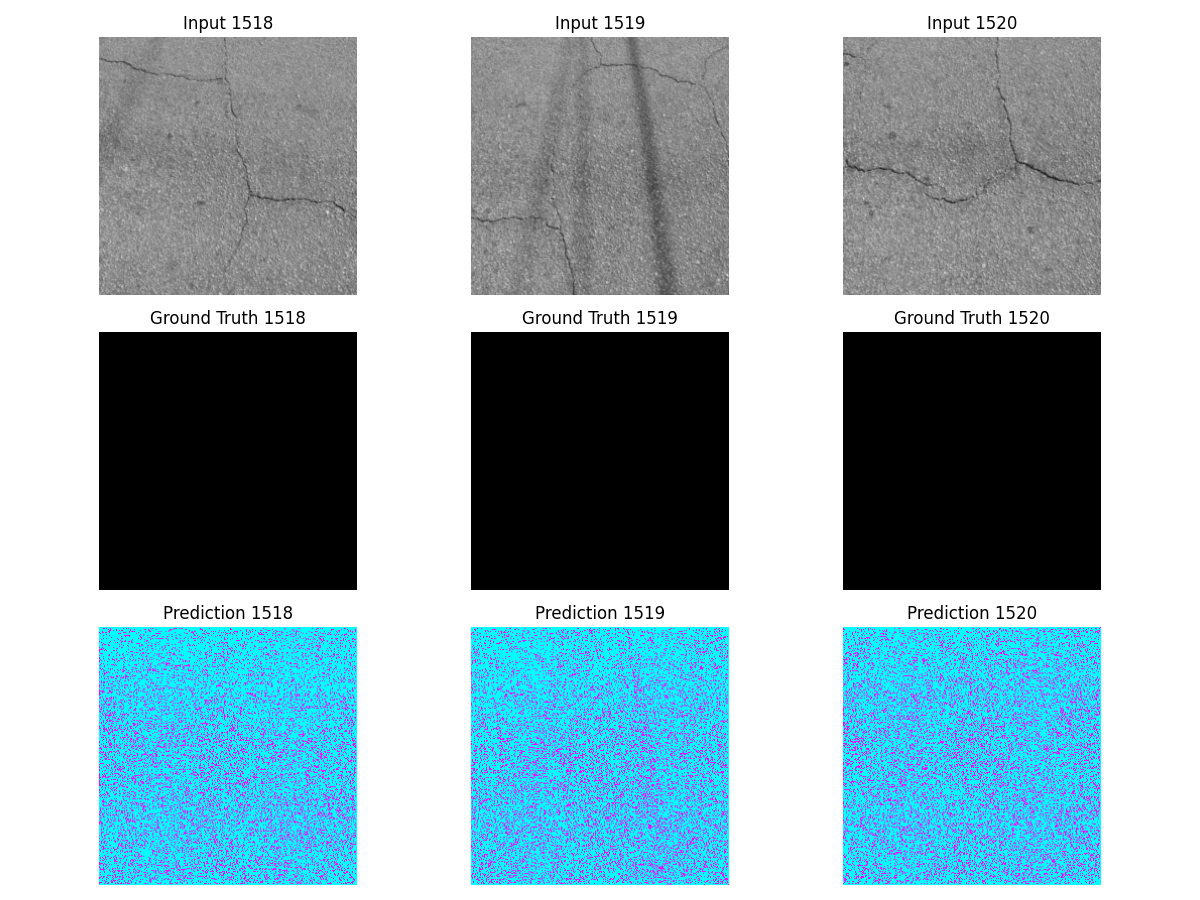 Input 1518
Input 1519
Input 1520
Ground Truth 1518
Ground Truth 1519
Ground Truth 1520
Prediction 1518
Prediction 1519
Prediction 1520